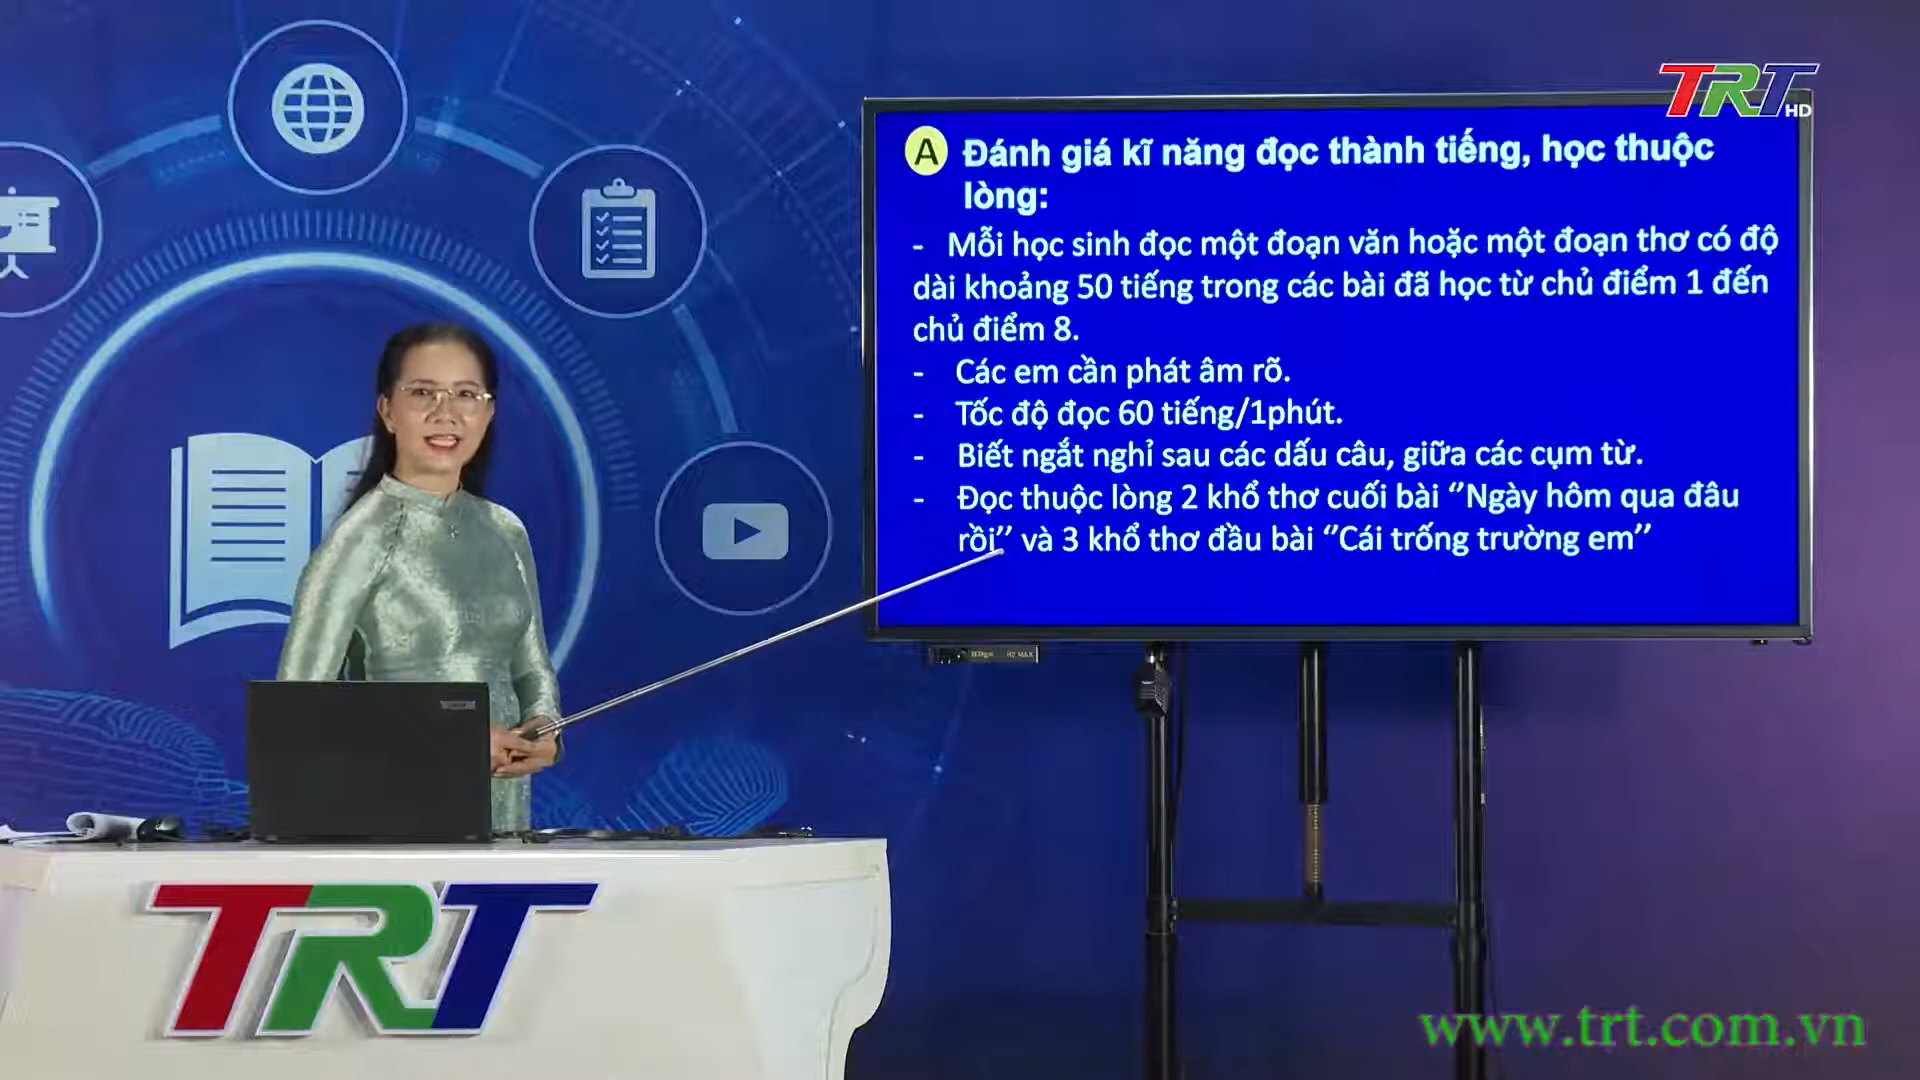 TRT HD
A Đánh giá kĩ năng đọc thành tiếng, học thuộc
lòng:
- Mỗi học sinh đọc một đoạn văn hoặc một đoạn thơ có độ
dài khoảng 50 tiếng trong các bài đã học từ chủ điểm 1 đến
chủ điểm 8.
- Các em cần phát âm rõ.
- Tốc độ đọc 60 tiếng/1phút.
- Biết ngắt nghỉ sau các dấu câu, giữa các cụm từ.
- Đọc thuộc lòng 2 khổ thơ cuối bài ‘’Ngày hôm qua đâu
rồi’’ và 3 khổ thơ đầu bài ‘’Cái trống trường em’’
H2 MAX
TRT
www.trt.com.vn